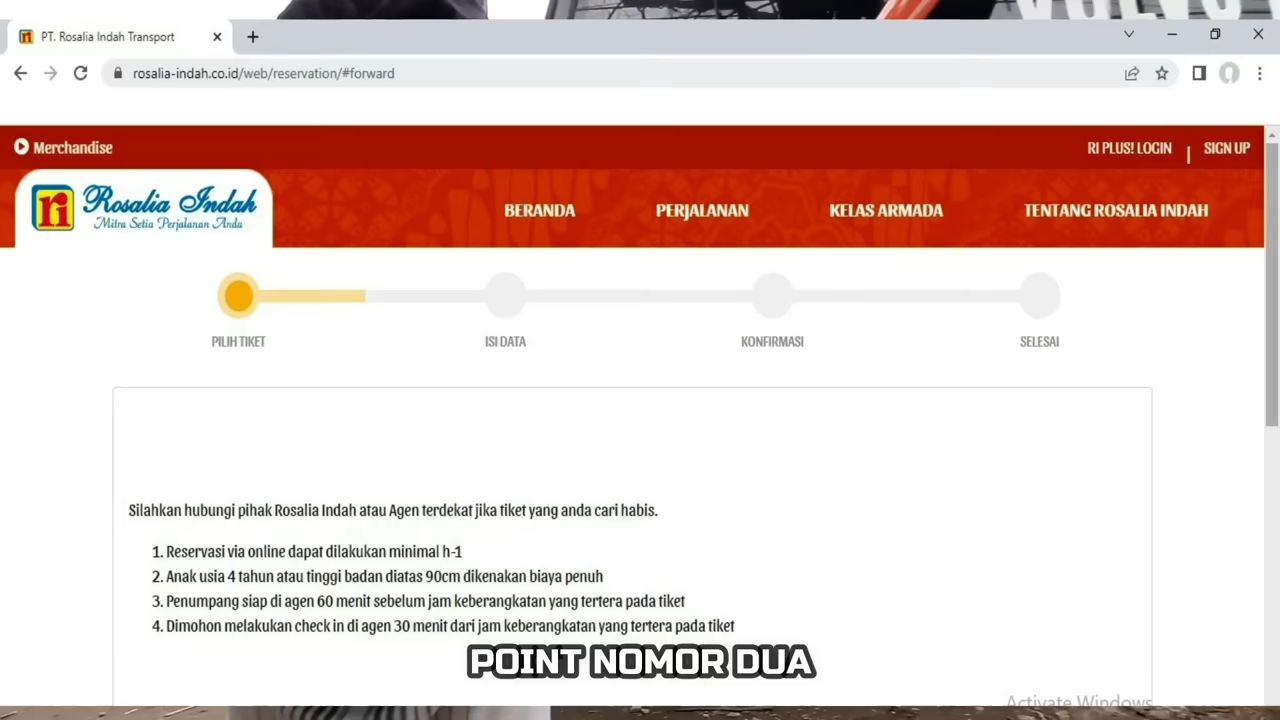 VOLVO
PT. Rosalia Indah Transport
rosalia-indah.co.id/web/reservation/#forward
Merchandise
RI PLUS! LOGIN | SIGN UP
ri Rosalia Indah
Mitra Setia Perjalanan Anda
BERANDA PERJALANAN KELAS ARMADA TENTANG ROSALIA INDAH
PILIH TIKET ISI DATA KONFIRMASI SELESAI
Silahkan hubungi pihak Rosalia Indah atau Agen terdekat jika tiket yang anda cari habis.
1. Reservasi via online dapat dilakukan minimal h-1
2. Anak usia 4 tahun atau tinggi badan diatas 90cm dikenakan biaya penuh
3. Penumpang siap di agen 60 menit sebelum jam keberangkatan yang tertera pada tiket
4. Dimohon melakukan check in di agen 30 menit dari jam keberangkatan yang tertera pada tiket
POINT NOMOR DUA
Activate Windows